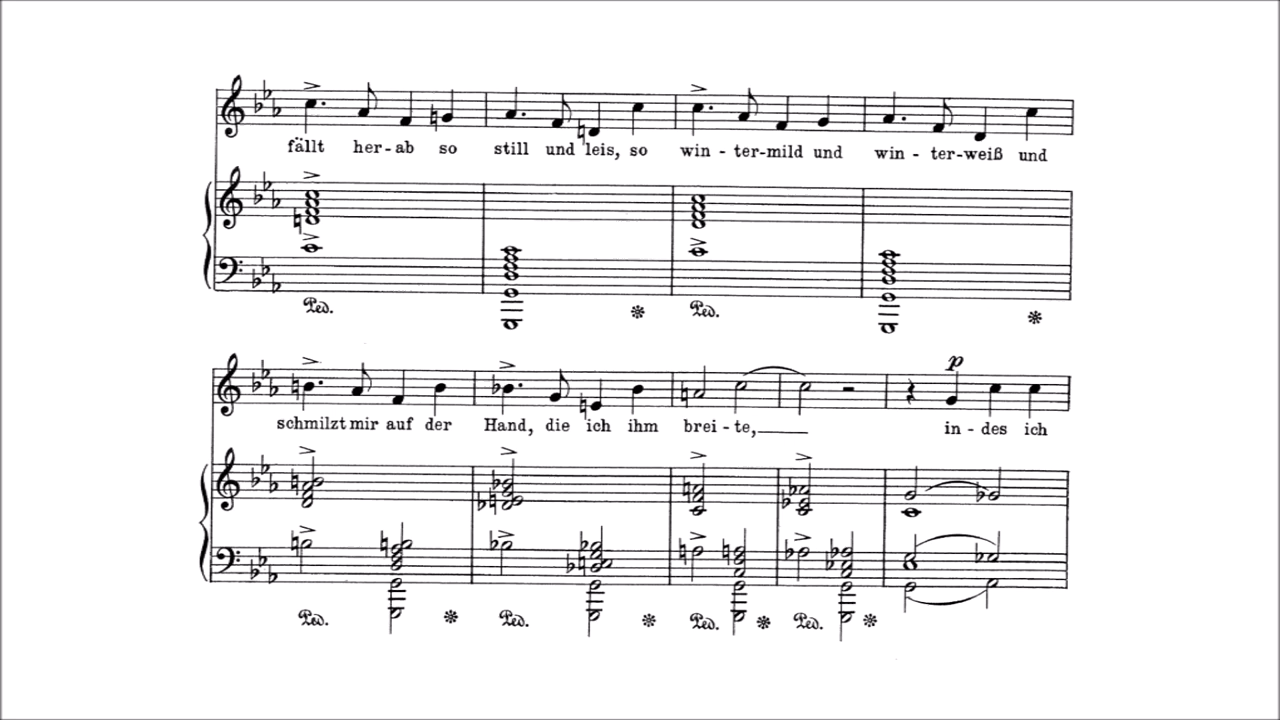 fällt her-ab so still und leis, so win - ter-mild und win - ter-weiß und
Ped. * Ped. *
p
schmilzt mir auf der Hand, die ich ihm brei - te, in - des ich
Ped. * Ped. * Ped. * Ped. *